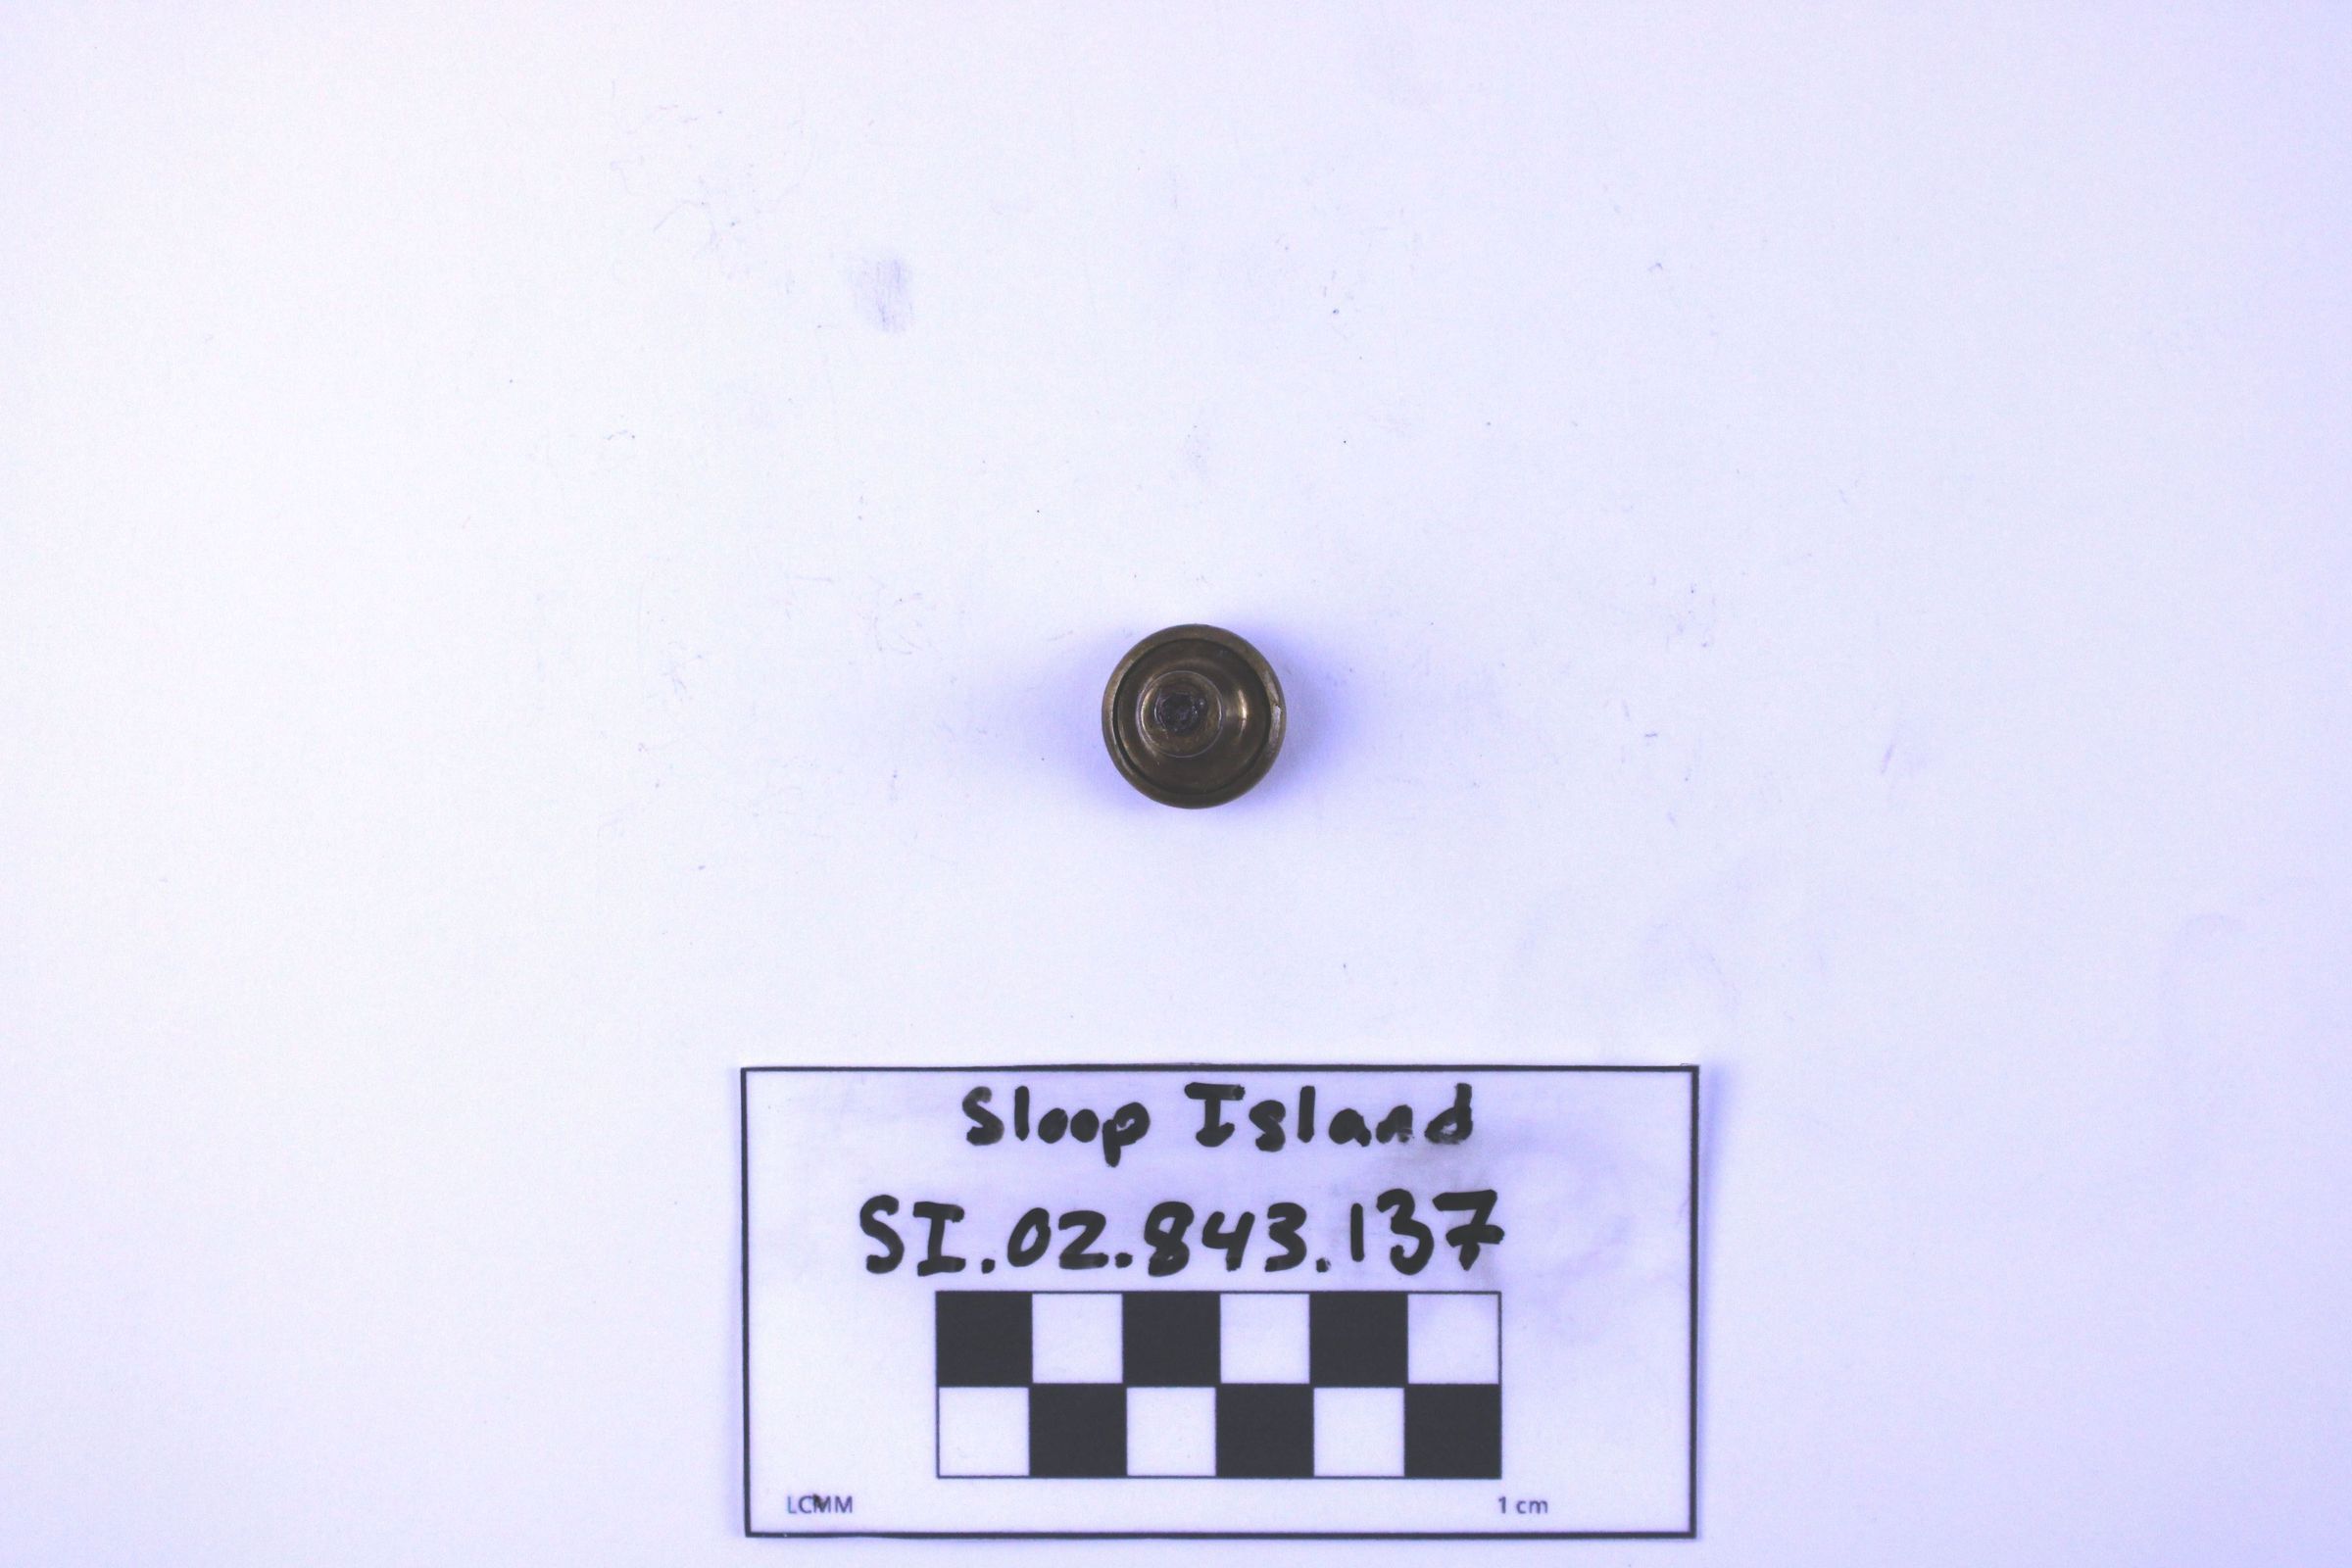 Sloop Island
SI.02.843.137
LCMM 1 cm